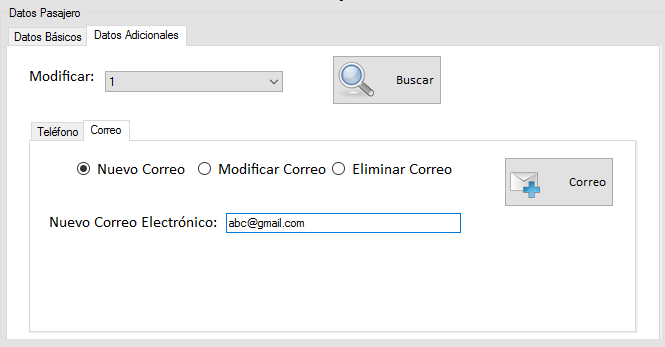 Datos Pasajero
Datos Básicos Datos Adicionales
Modificar: 1 Buscar
Teléfono Correo
Nuevo Correo Modificar Correo Eliminar Correo Correo
Nuevo Correo Electrónico: abc@gmail.com